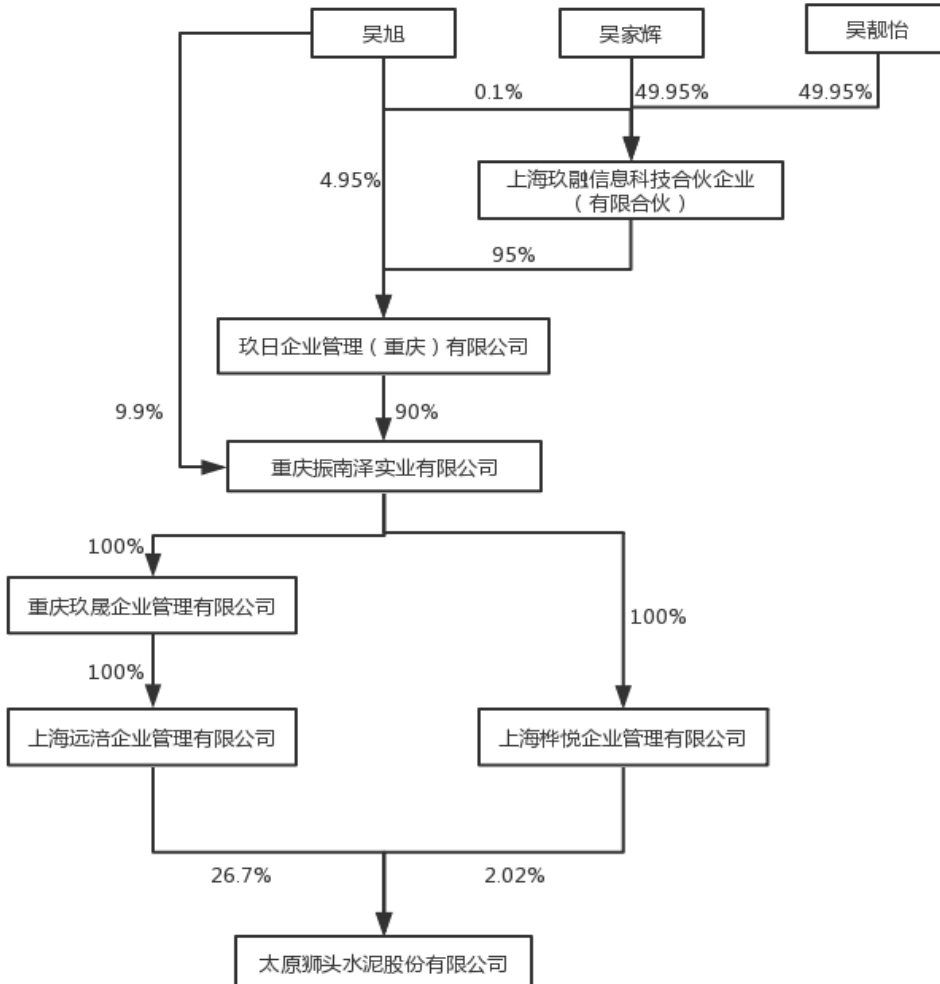 吴旭
吴家辉
吴靓怡
0.1%
49.95%
49.95%
4.95%
上海玖融信息科技合伙企业
（有限合伙）
95%
玖日企业管理（重庆）有限公司
9.9%
90%
重庆振南泽实业有限公司
100%
重庆玖晟企业管理有限公司
100%
100%
上海远涪企业管理有限公司
上海桦悦企业管理有限公司
26.7%
2.02%
太原狮头水泥股份有限公司